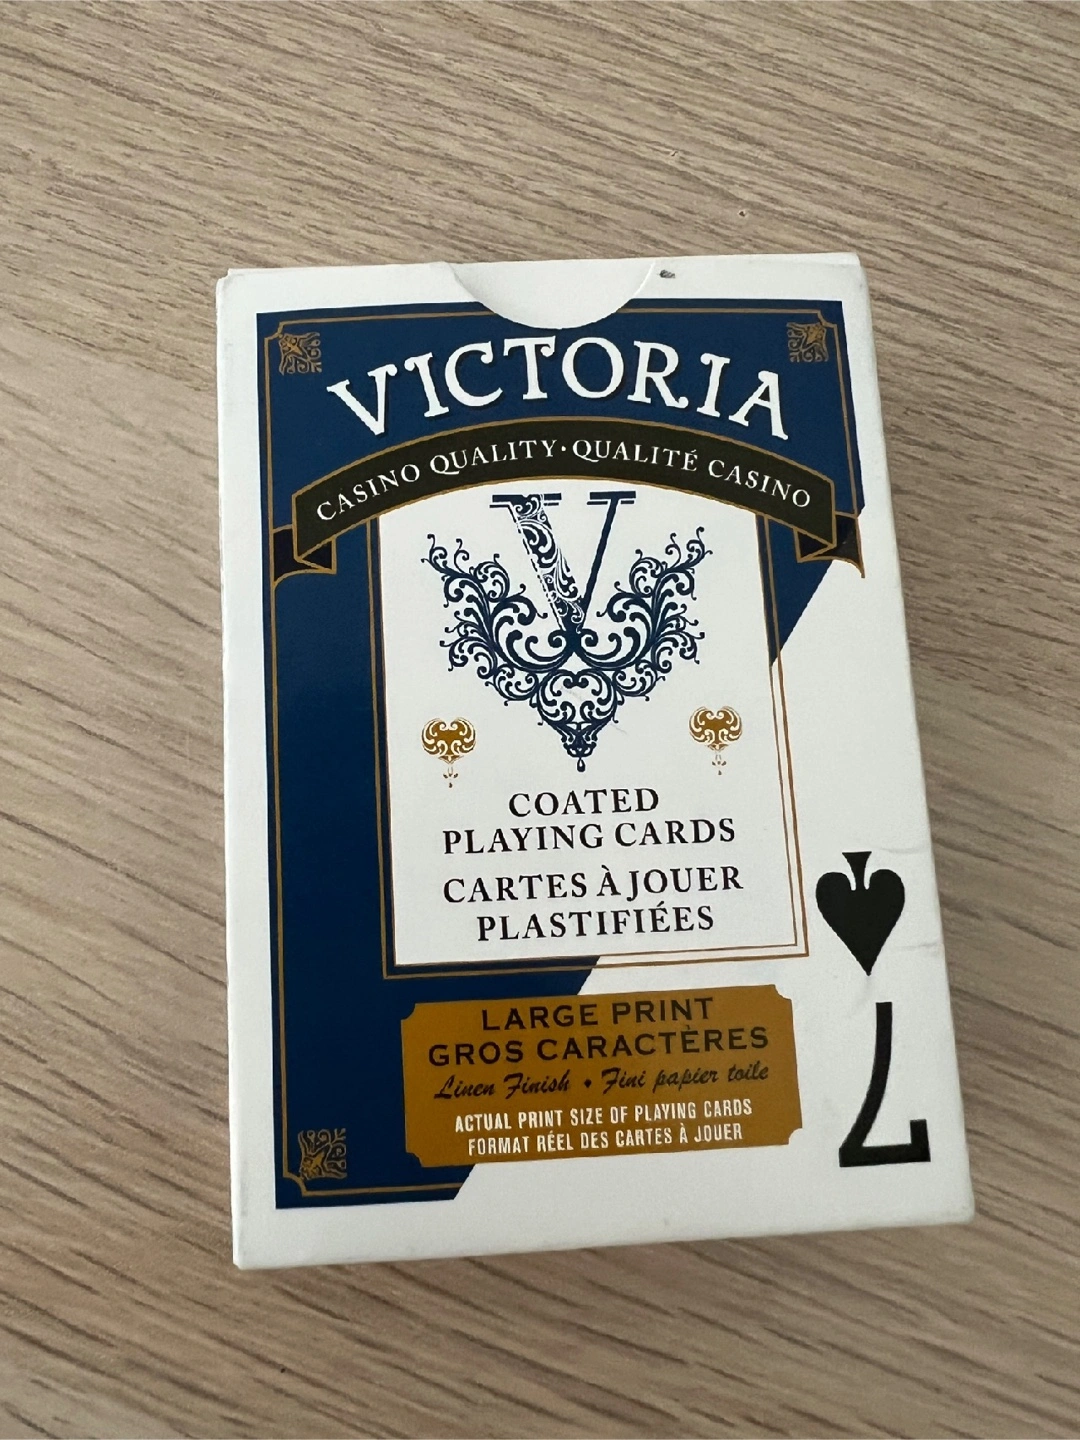 VICTORIA
CASINO QUALITY · QUALITÉ CASINO
V
COATED
PLAYING CARDS
CARTES À JOUER
PLASTIFIÉES
LARGE PRINT
GROS CARACTÈRES
Linen Finish • Fini papier toile
ACTUAL PRINT SIZE OF PLAYING CARDS
FORMAT RÉEL DES CARTES À JOUER
7